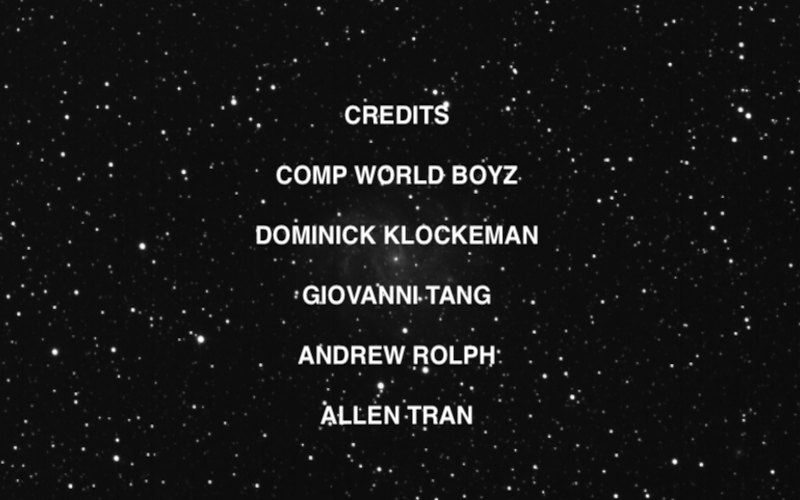 CREDITS
COMP WORLD BOYZ
DOMINICK KLOCKEMAN
GIOVANNI TANG
ANDREW ROLPH
ALLEN TRAN